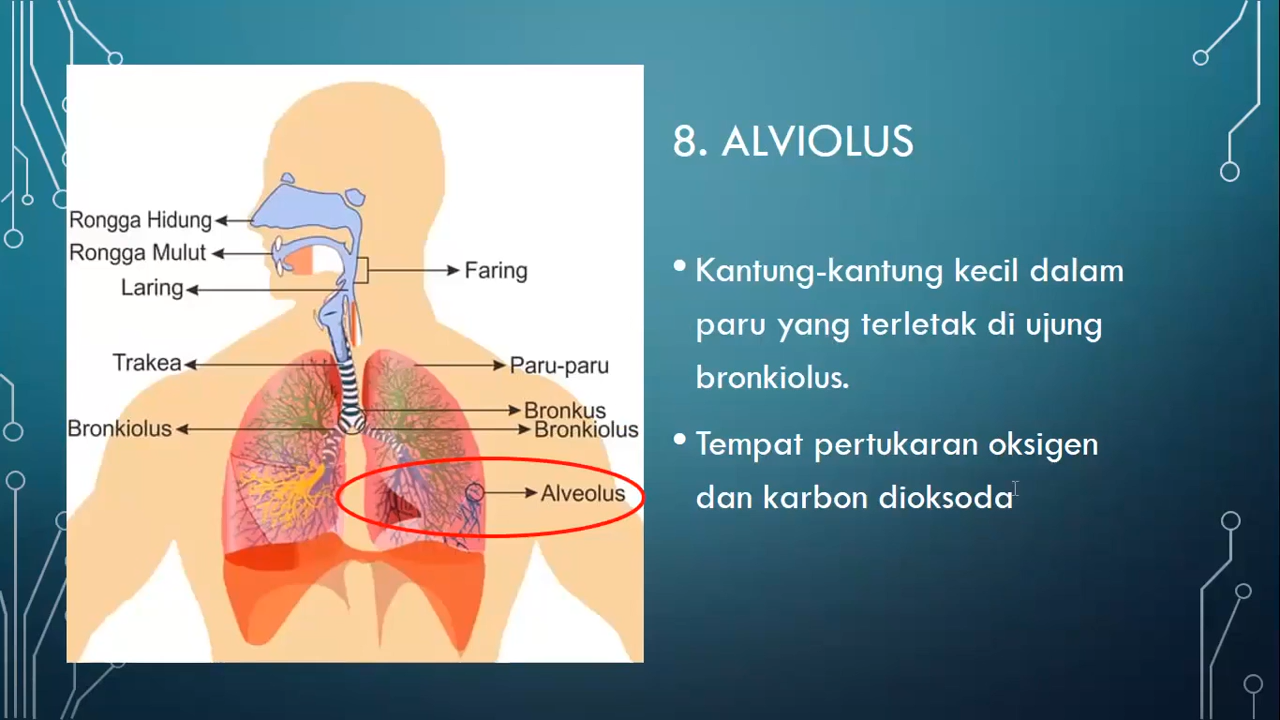 8. ALVIOLUS
Rongga Hidung
Rongga Mulut
Laring
Faring
Trakea
Paru-paru
Bronkus
Bronkiolus
Bronkiolus
Alveolus
• Kantung-kantung kecil dalam
paru yang terletak di ujung
bronkiolus.
• Tempat pertukaran oksigen
dan karbon dioksoda